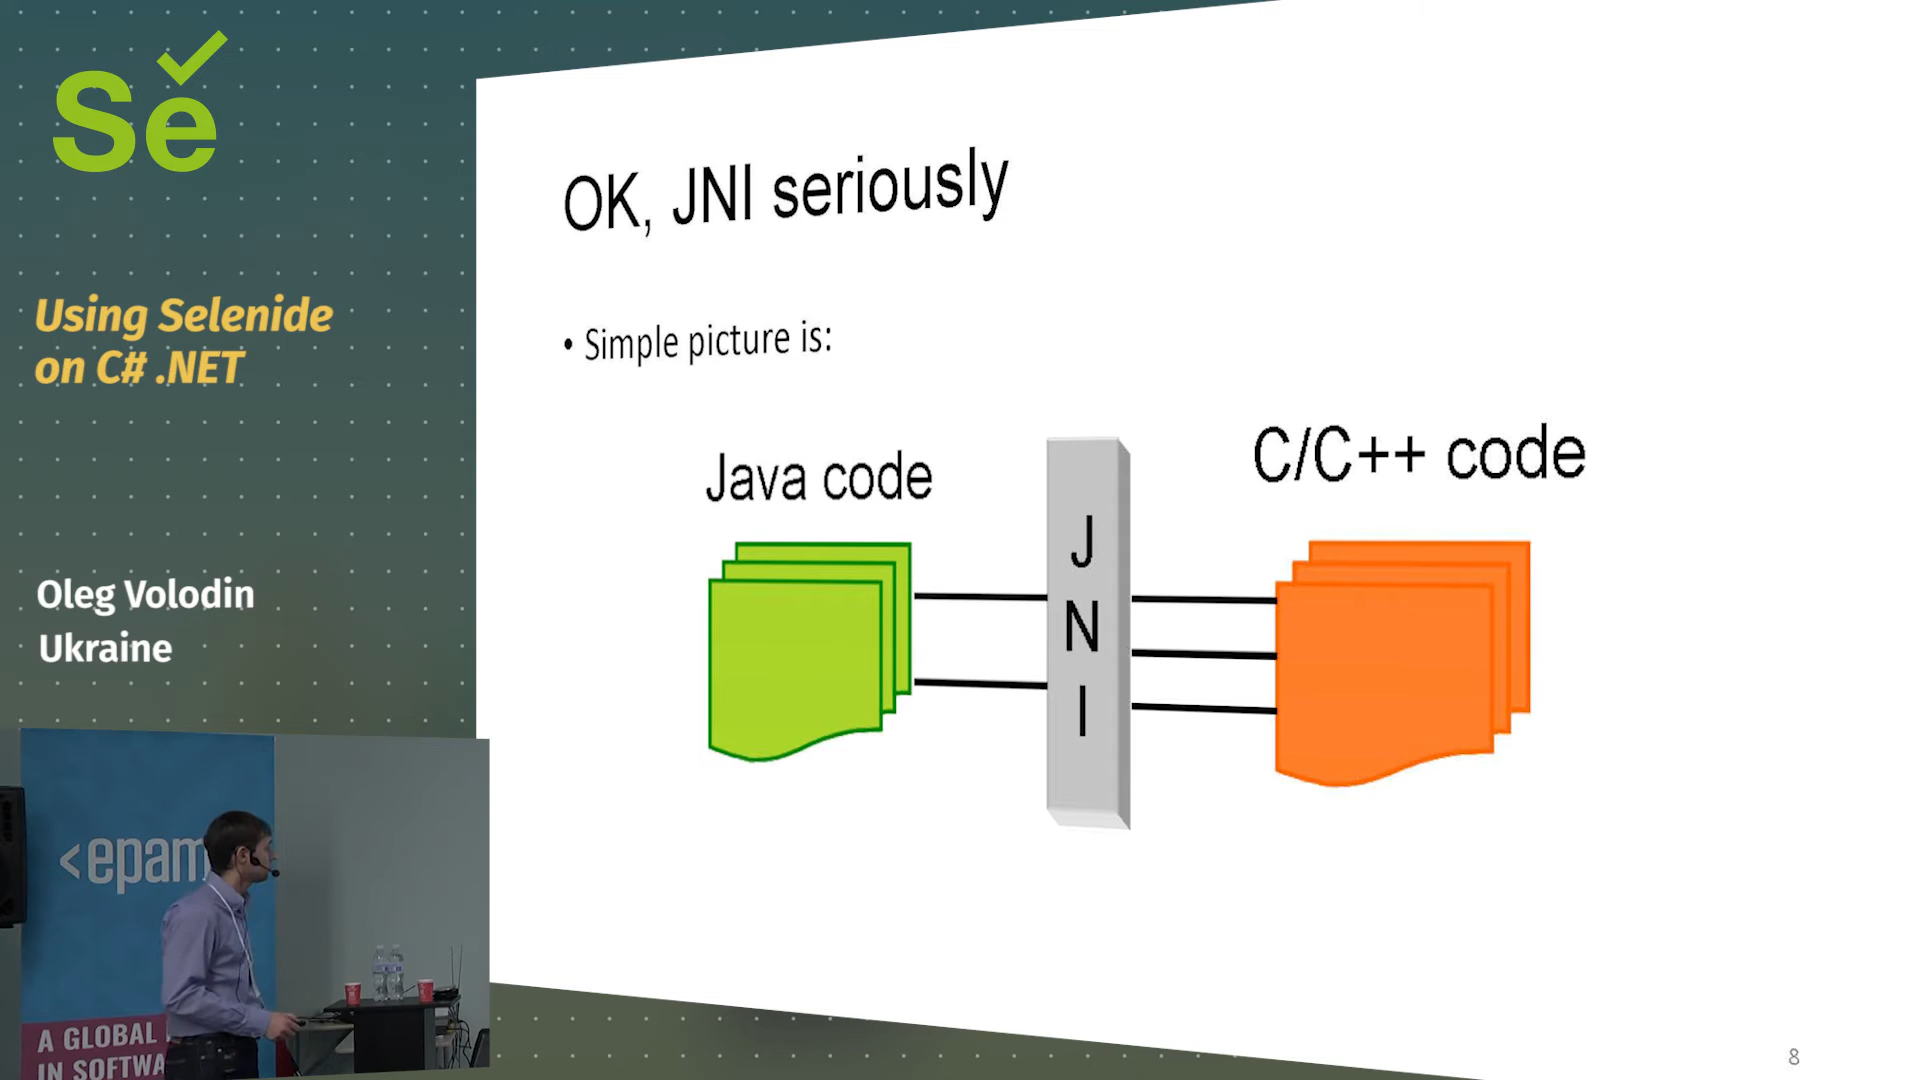 Se
Using Selenide
on C# .NET
Oleg Volodin
Ukraine
OK, JNI seriously
• Simple picture is:
Java code
C/C++ code
J
N
I
<epam
A GLOBAL
IN SOFTWA
8